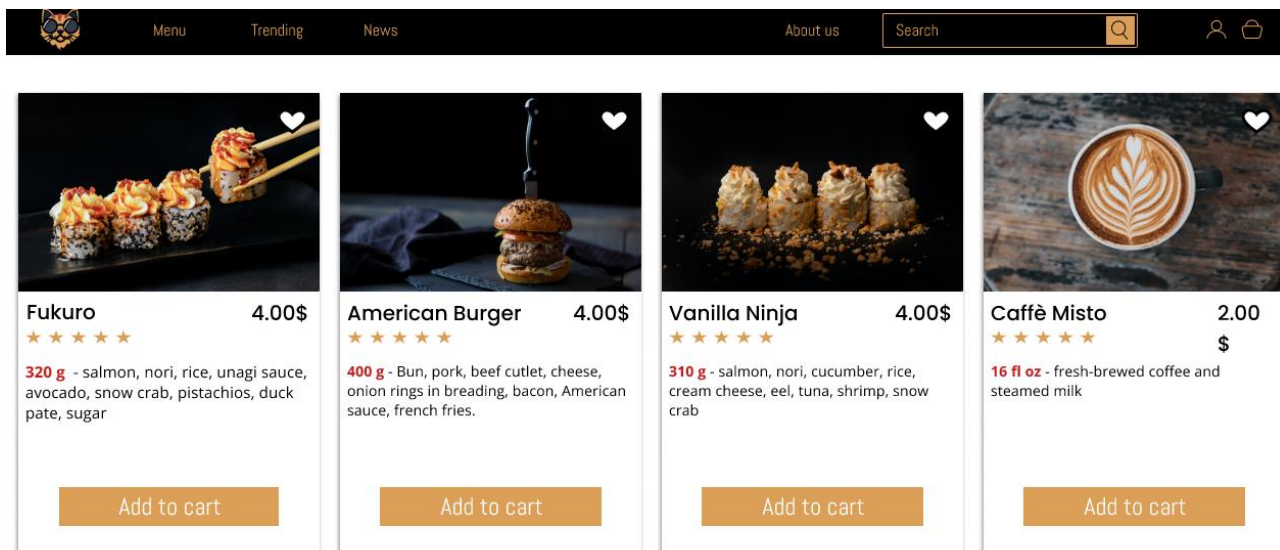 Menu
Trending
News
About us
Search
Fukuro 4.00$
320 g - salmon, nori, rice, unagi sauce,
avocado, snow crab, pistachios, duck
pate, sugar
Add to cart
American Burger 4.00$
400 g - Bun, pork, beef cutlet, cheese,
onion rings in breading, bacon, American
sauce, french fries.
Add to cart
Vanilla Ninja 4.00$
310 g - salmon, nori, cucumber, rice,
cream cheese, eel, tuna, shrimp, snow
crab
Add to cart
Caffè Misto 2.00
$
16 fl oz - fresh-brewed coffee and
steamed milk
Add to cart